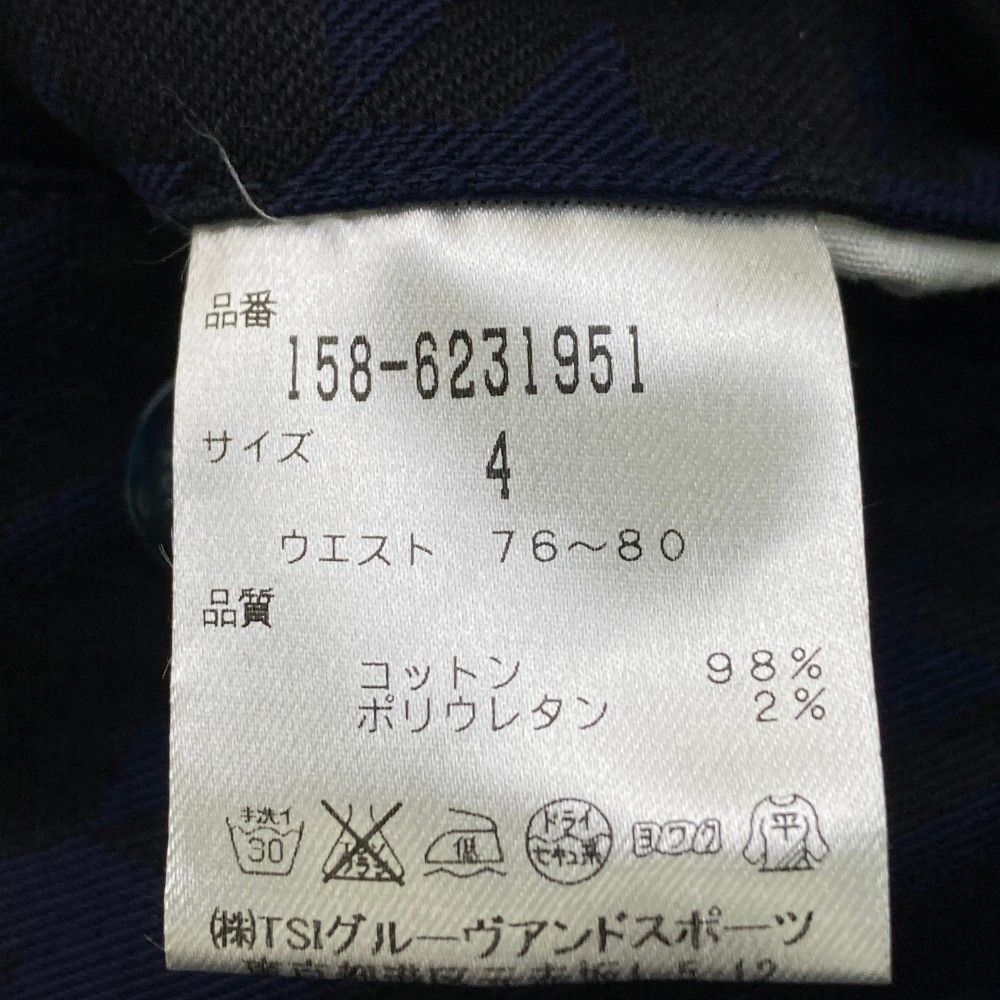 品番
158-6231951
サイズ 4
ウエスト 76～80
品質
コットン 98%
ポリウレタン 2%
手洗イ 30 低 ドライ セキユ系 ヨワク 平
(株)TSIグルーヴアンドスポーツ